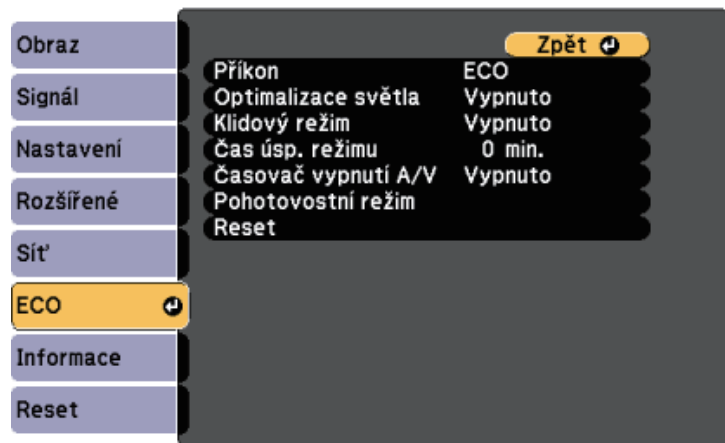 Obraz
Signál
Nastavení
Rozšířené
Síť
ECO
Informace
Reset
Zpět
Příkon ECO
Optimalizace světla Vypnuto
Klidový režim Vypnuto
Čas úsp. režimu 0 min.
Časovač vypnutí A/V Vypnuto
Pohotovostní režim
Reset